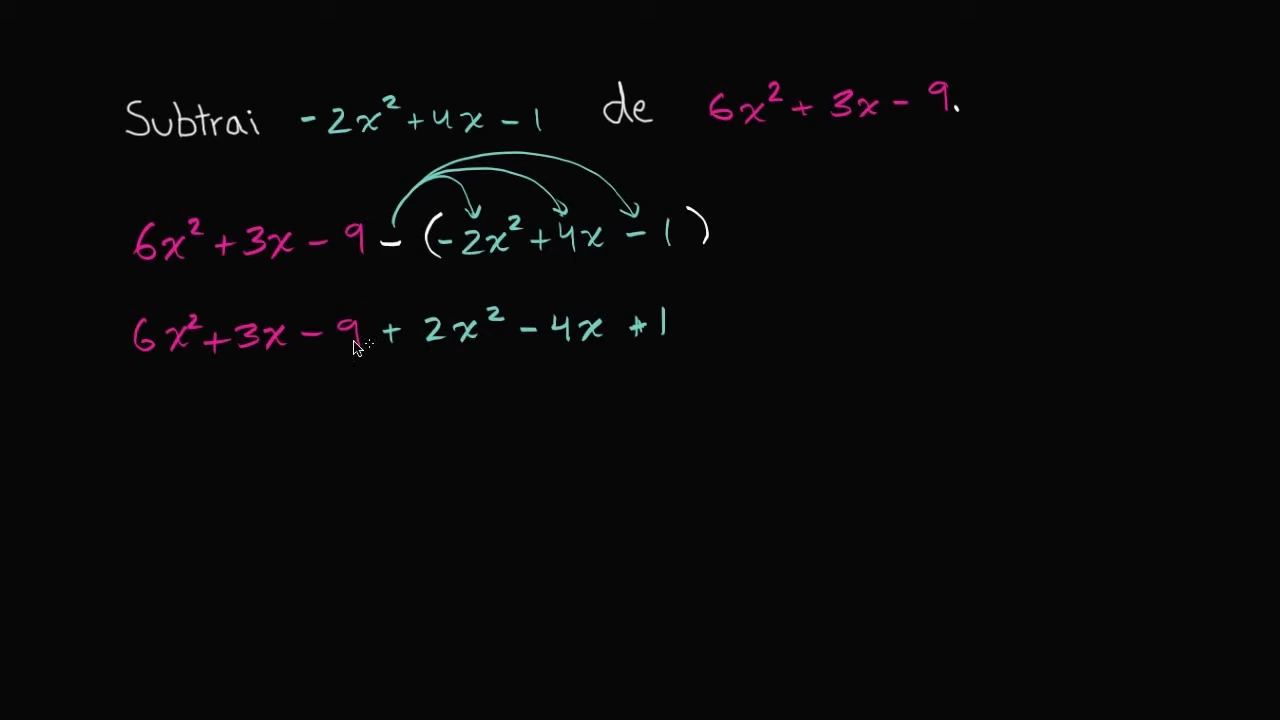 Subtrai -2x² + 4x - 1 de 6x² + 3x - 9.
6x² + 3x - 9 - (-2x² + 4x - 1)
6x² + 3x - 9 + 2x² - 4x + 1